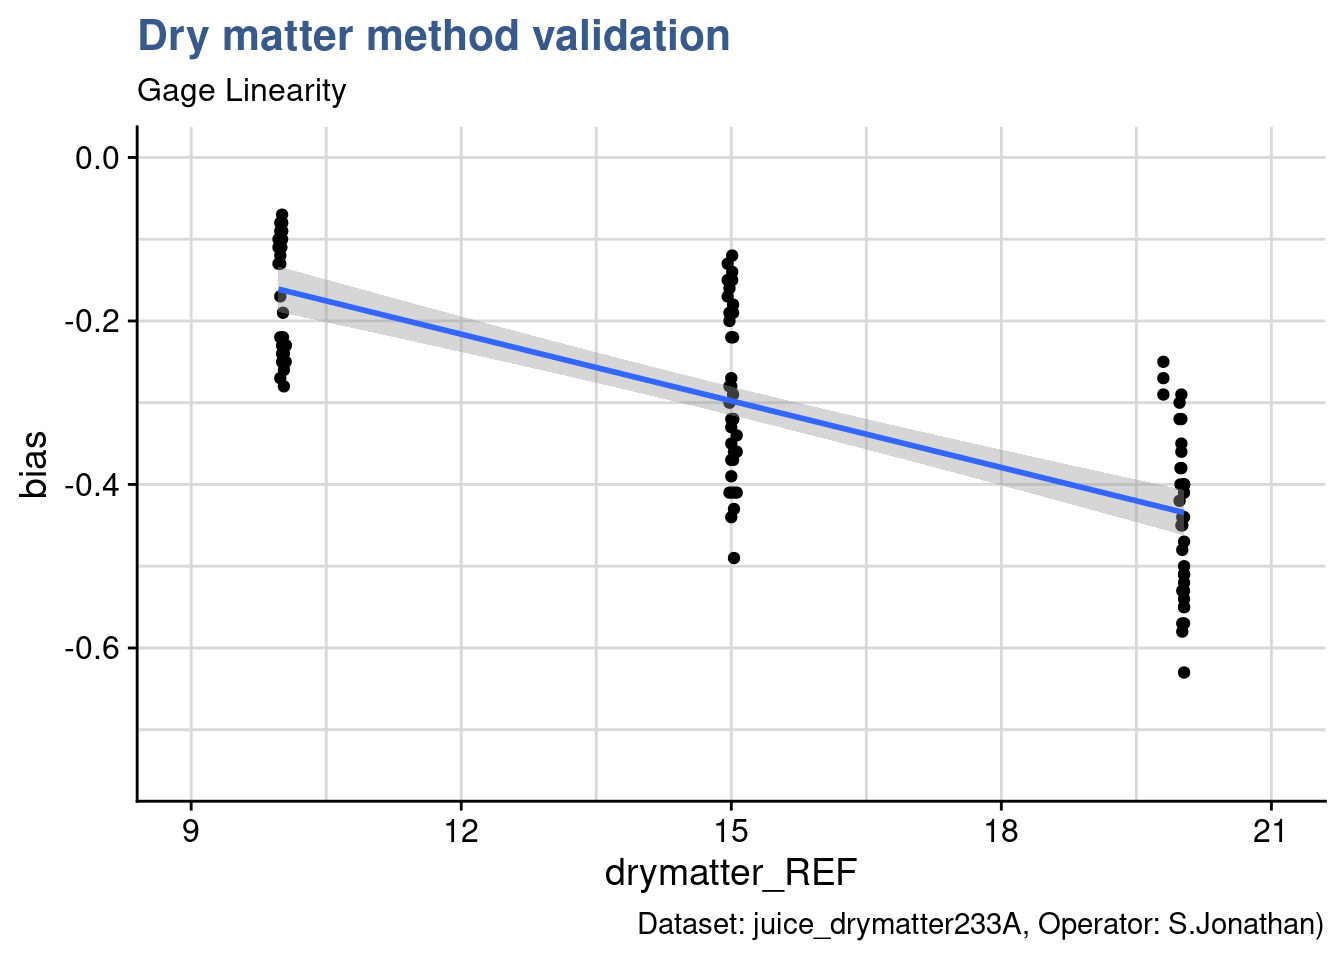 Dry matter method validation
Gage Linearity
0.0
-0.2
-0.4
-0.6
bias
9 12 15 18 21
drymatter_REF
Dataset: juice_drymatter233A, Operator: S.Jonathan)